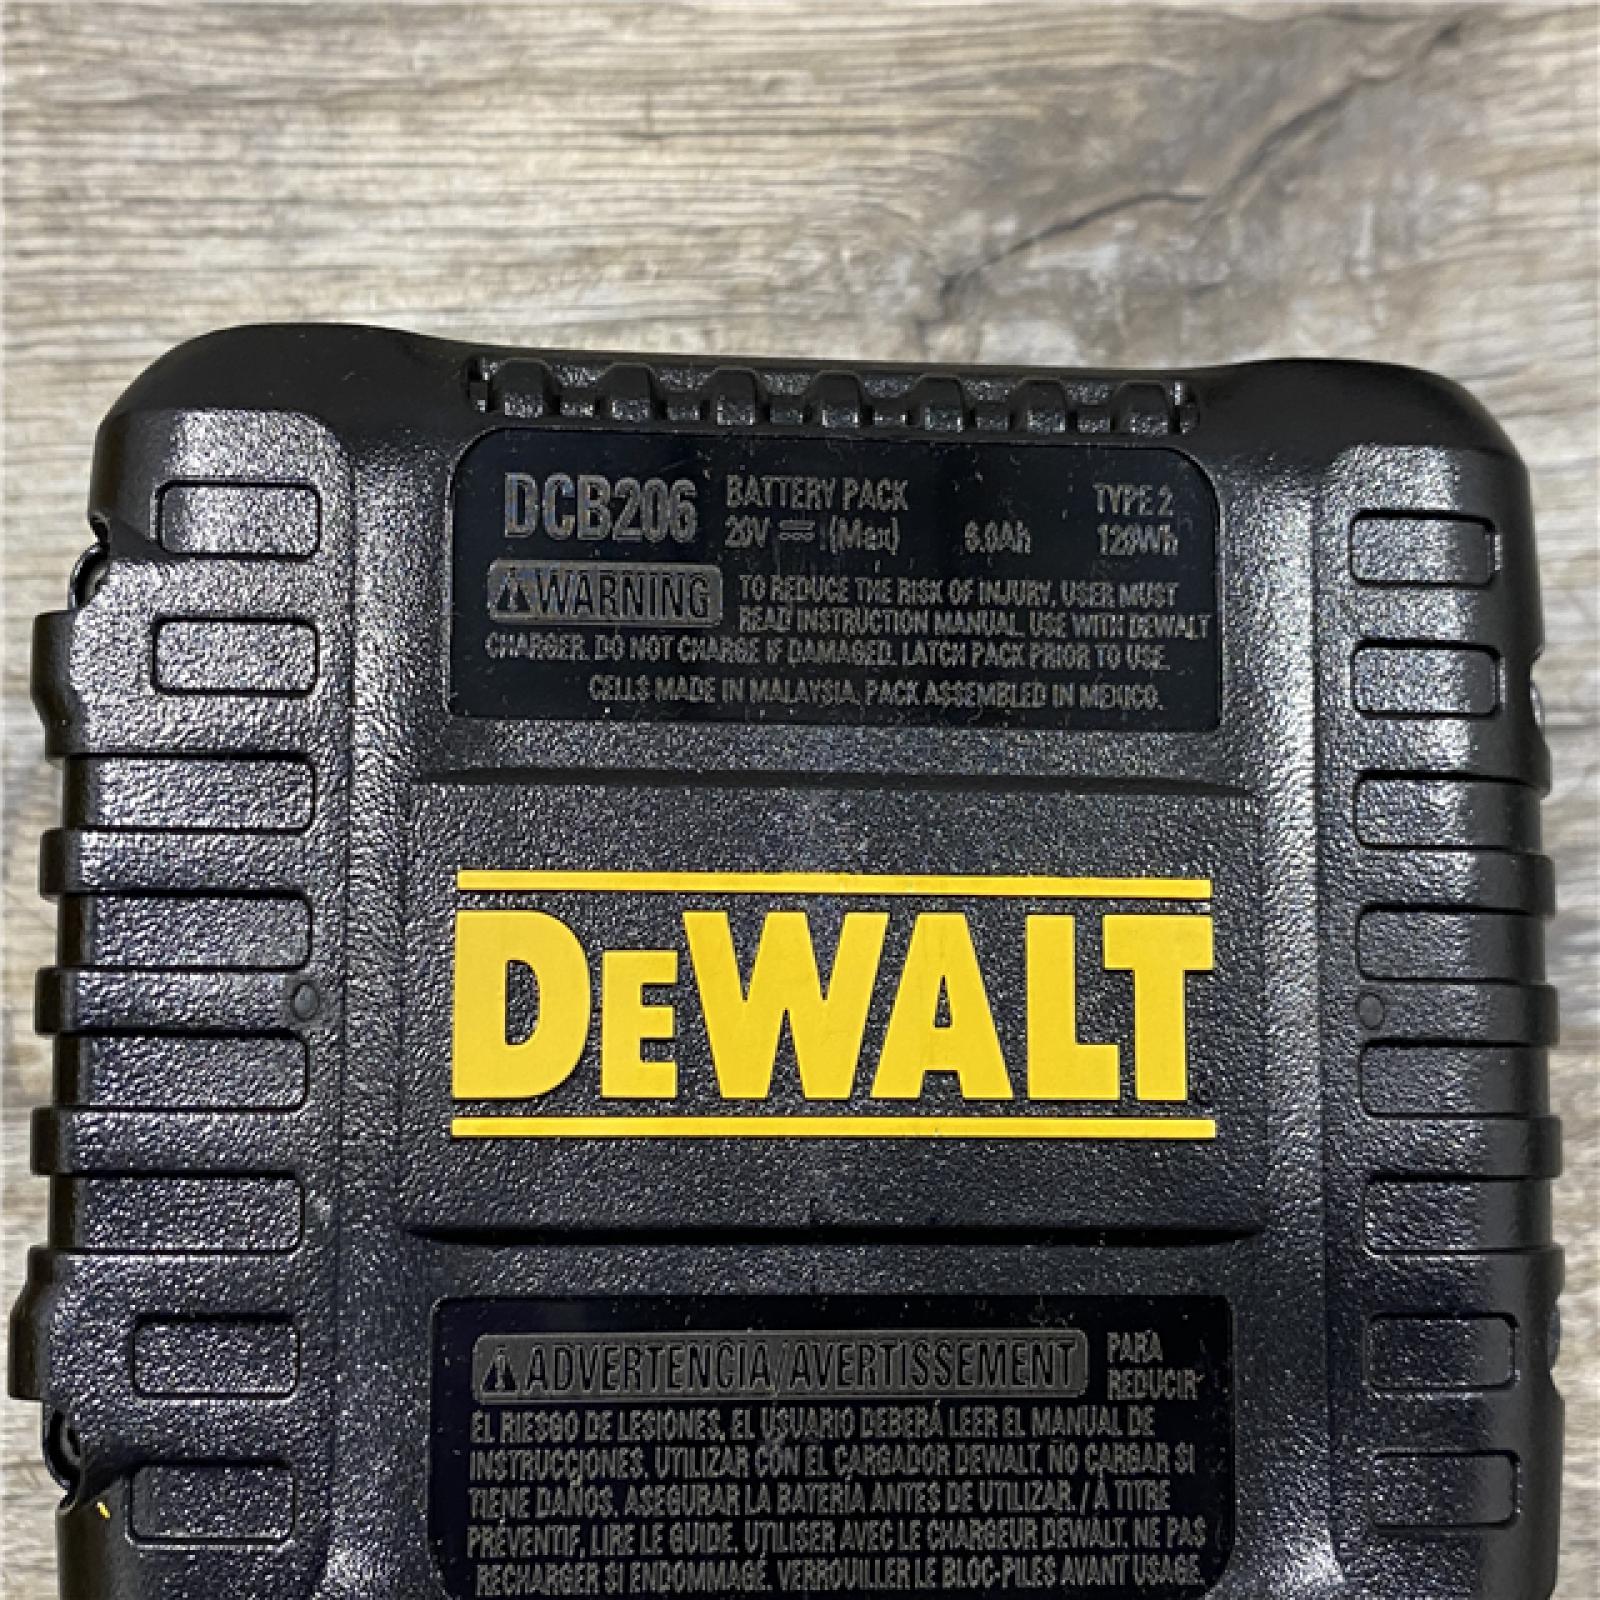 DCB206 BATTERY PACK TYPE 2
20V ⎓ (Max) 6.0Ah 120Wh
⚠WARNING TO REDUCE THE RISK OF INJURY, USER MUST
READ INSTRUCTION MANUAL. USE WITH DEWALT
CHARGER. DO NOT CHARGE IF DAMAGED. LATCH PACK PRIOR TO USE.
CELLS MADE IN MALAYSIA. PACK ASSEMBLED IN MEXICO.
DEWALT
⚠ADVERTENCIA/AVERTISSEMENT PARA
REDUCIR
EL RIESGO DE LESIONES, EL USUARIO DEBERÁ LEER EL MANUAL DE
INSTRUCCIONES. UTILIZAR CON EL CARGADOR DEWALT. NO CARGAR SI
TIENE DAÑOS. ASEGURAR LA BATERÍA ANTES DE UTILIZAR. / À TITRE
PRÉVENTIF, LIRE LE GUIDE. UTILISER AVEC LE CHARGEUR DEWALT. NE PAS
RECHARGER SI ENDOMMAGÉ. VERROUILLER LE BLOC-PILES AVANT USAGE.